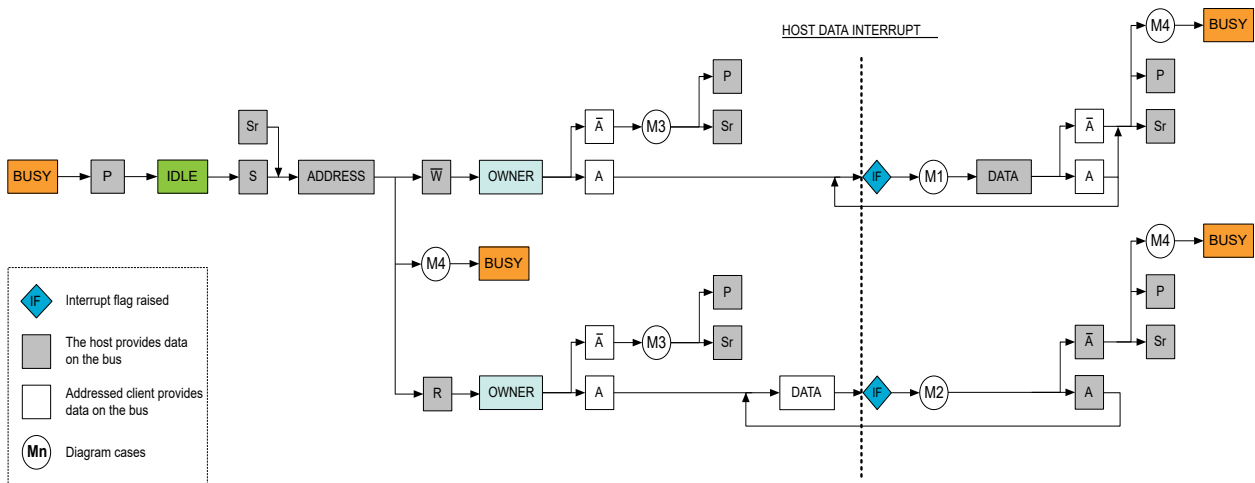 HOST DATA INTERRUPT
M4
BUSY
P
P
Sr
A̅
M3
Sr
A̅
Sr
BUSY
P
IDLE
S
ADDRESS
W̅
OWNER
A
IF
M1
DATA
A
M4
BUSY
M4
BUSY
IF
Interrupt flag raised
P
P
The host provides data
on the bus
A̅
M3
Sr
A̅
Sr
Addressed client provides
data on the bus
R
OWNER
A
DATA
IF
M2
A
Mn
Diagram cases